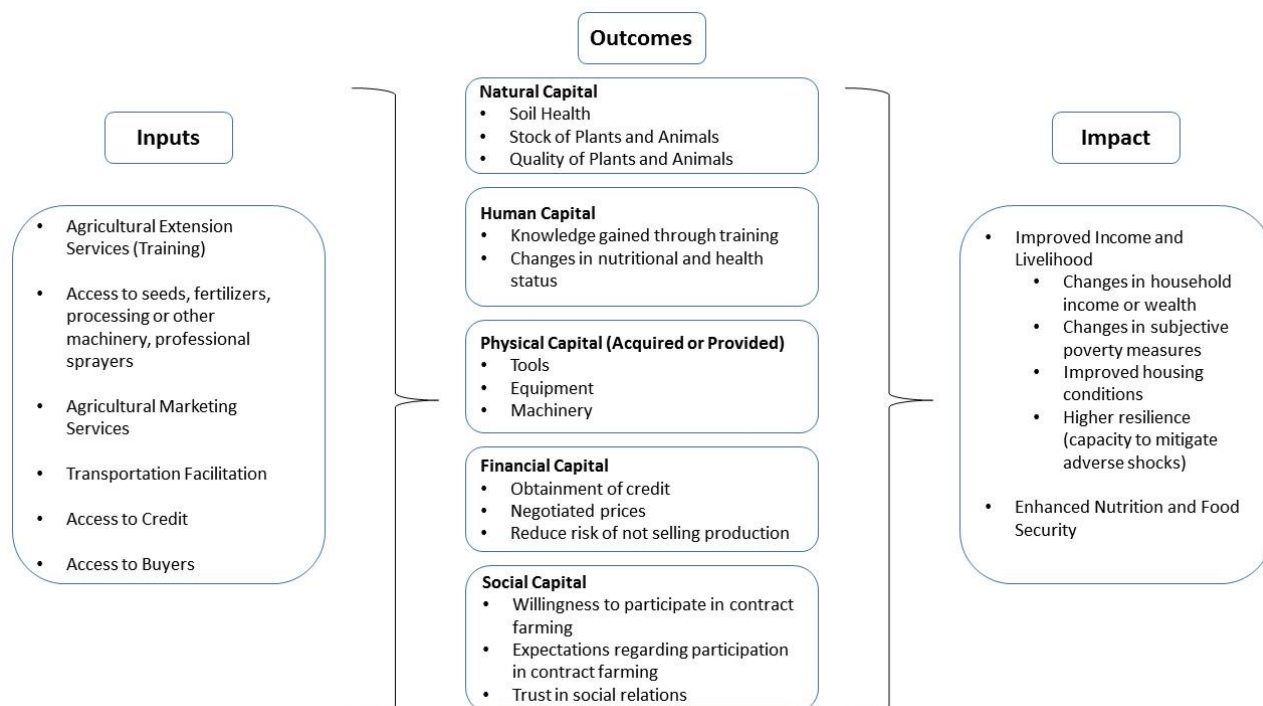 Outcomes
Inputs
Impact
• Agricultural Extension
Services (Training)
• Access to seeds, fertilizers,
processing or other
machinery, professional
sprayers
• Agricultural Marketing
Services
• Transportation Facilitation
• Access to Credit
• Access to Buyers
Natural Capital
• Soil Health
• Stock of Plants and Animals
• Quality of Plants and Animals
Human Capital
• Knowledge gained through training
• Changes in nutritional and health
status
Physical Capital (Acquired or Provided)
• Tools
• Equipment
• Machinery
Financial Capital
• Obtainment of credit
• Negotiated prices
• Reduce risk of not selling production
Social Capital
• Willingness to participate in contract
farming
• Expectations regarding participation
in contract farming
• Trust in social relations
• Improved Income and
Livelihood
• Changes in household
income or wealth
• Changes in subjective
poverty measures
• Improved housing
conditions
• Higher resilience
(capacity to mitigate
adverse shocks)
• Enhanced Nutrition and Food
Security